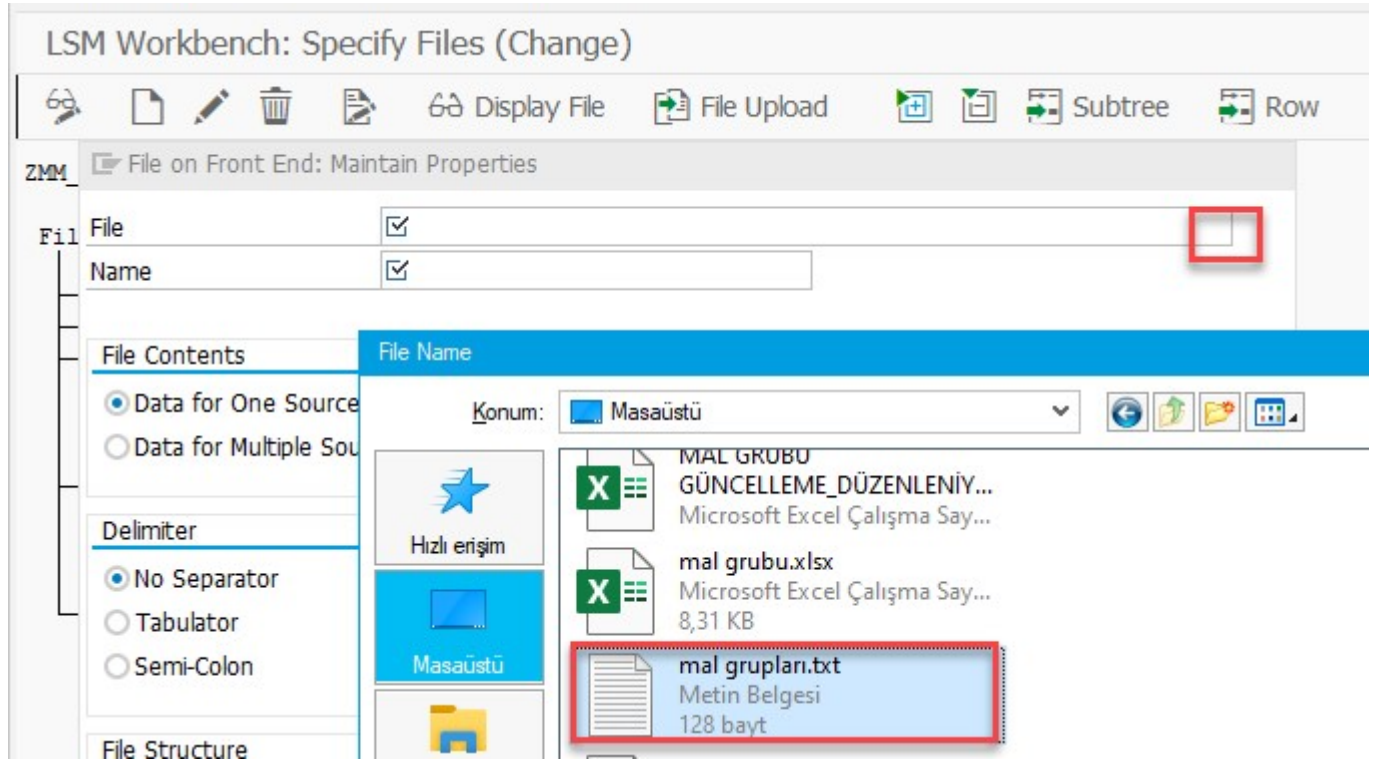 LSM Workbench: Specify Files (Change)
Display File File Upload Subtree Row
ZMM_
File on Front End: Maintain Properties
Fil
File
Name
File Contents
Data for One Source
Data for Multiple Sou
Delimiter
No Separator
Tabulator
Semi-Colon
File Structure
File Name
Konum: Masaüstü
Hızlı erişim
Masaüstü
MAL GRUBU
GÜNCELLEME_DÜZENLENİY...
Microsoft Excel Çalışma Say...
mal grubu.xlsx
Microsoft Excel Çalışma Say...
8,31 KB
mal grupları.txt
Metin Belgesi
128 bayt